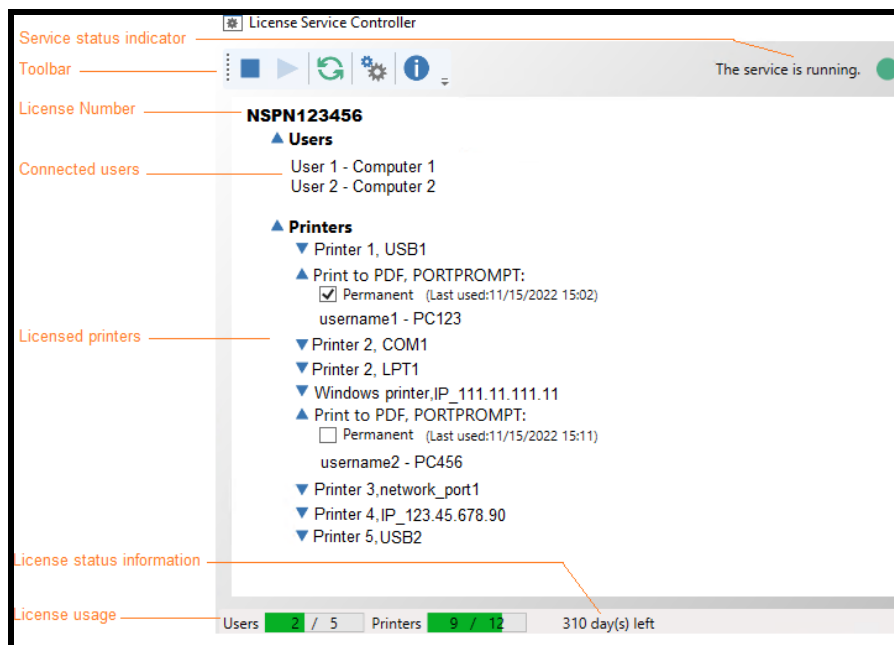 License Service Controller
Service status indicator
Toolbar
The service is running.
License Number
NSPN123456
Users
Connected users
User 1 - Computer 1
User 2 - Computer 2
Printers
Printer 1, USB1
Print to PDF, PORTPROMPT:
Permanent (Last used:11/15/2022 15:02)
username1 - PC123
Licensed printers
Printer 2, COM1
Printer 2, LPT1
Windows printer,IP_111.11.111.11
Print to PDF, PORTPROMPT:
Permanent (Last used:11/15/2022 15:11)
username2 - PC456
Printer 3,network_port1
Printer 4,IP_123.45.678.90
Printer 5,USB2
License status information
License usage
Users 2 / 5 Printers 9 / 12 310 day(s) left